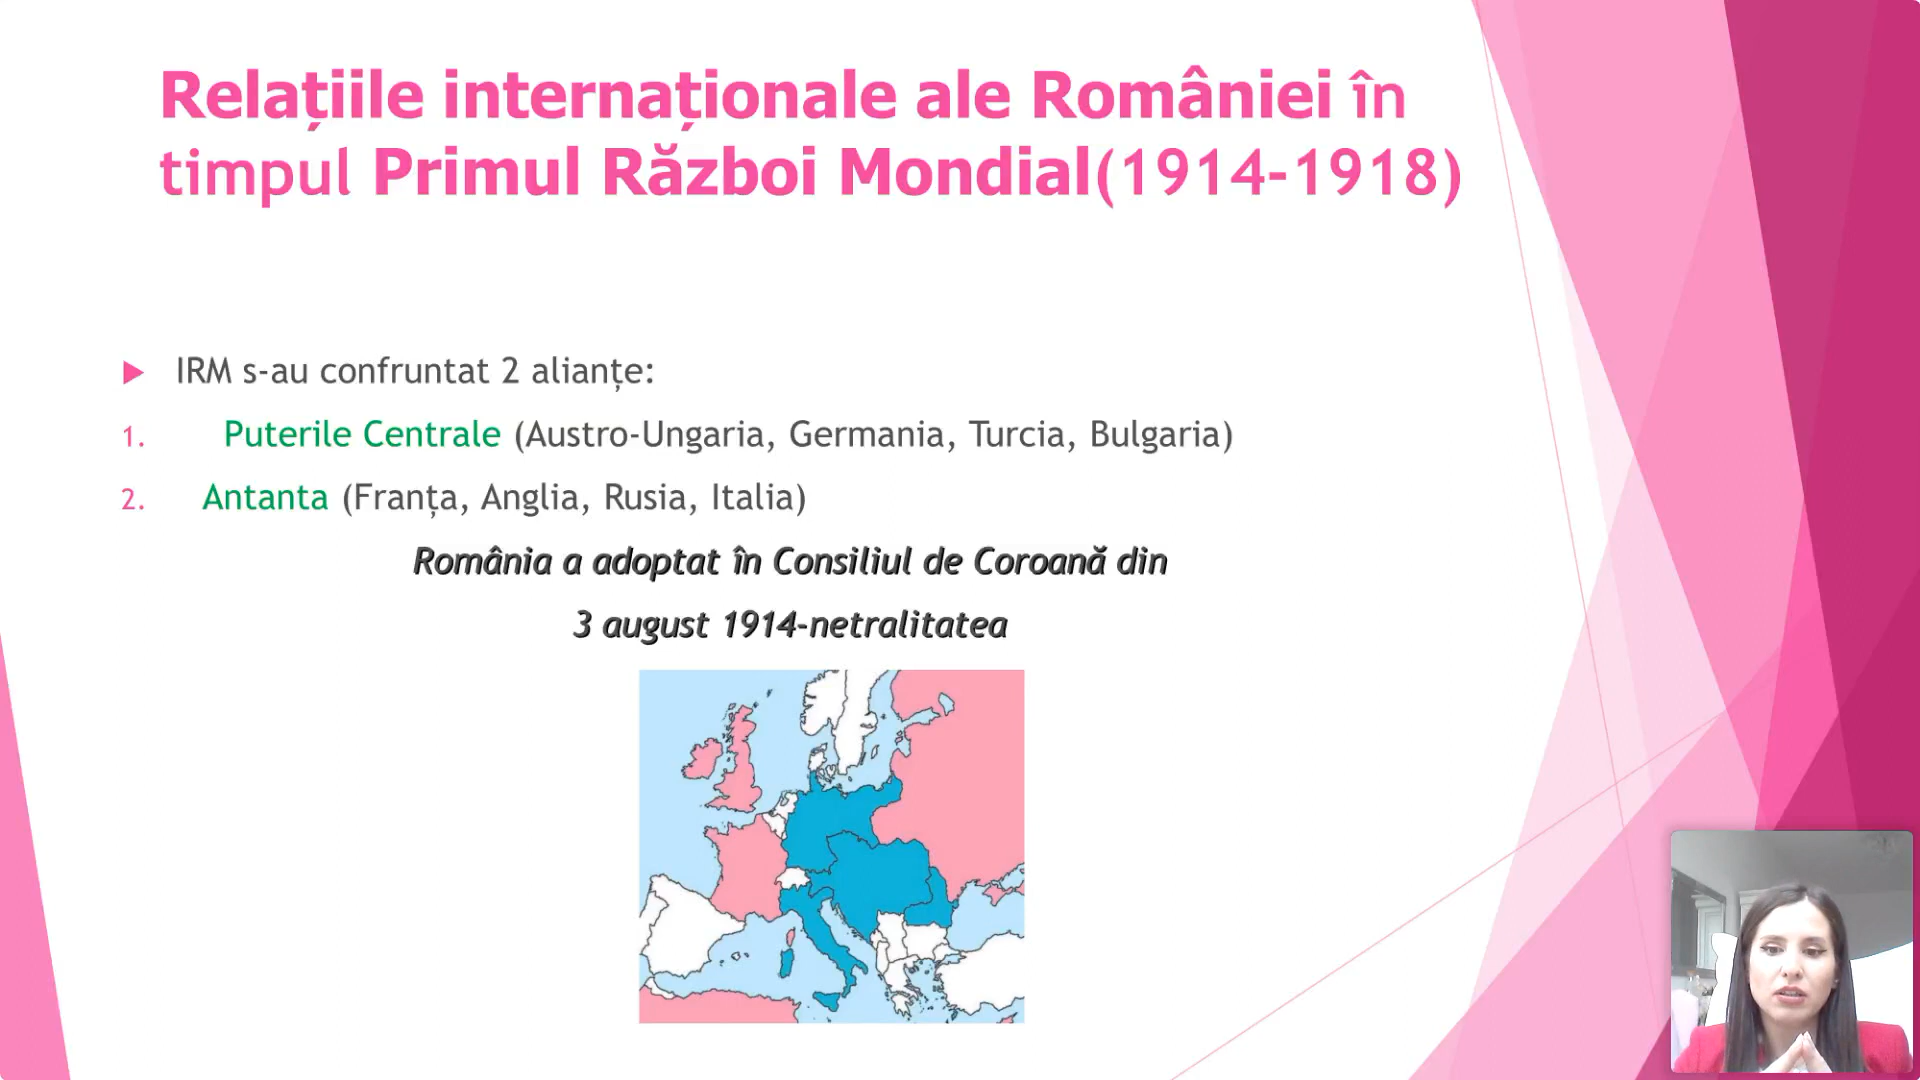 Relațiile internaționale ale României în
timpul Primul Război Mondial(1914-1918)
IRM s-au confruntat 2 alianțe:
1. Puterile Centrale (Austro-Ungaria, Germania, Turcia, Bulgaria)
2. Antanta (Franța, Anglia, Rusia, Italia)
România a adoptat în Consiliul de Coroană din
3 august 1914-netralitatea